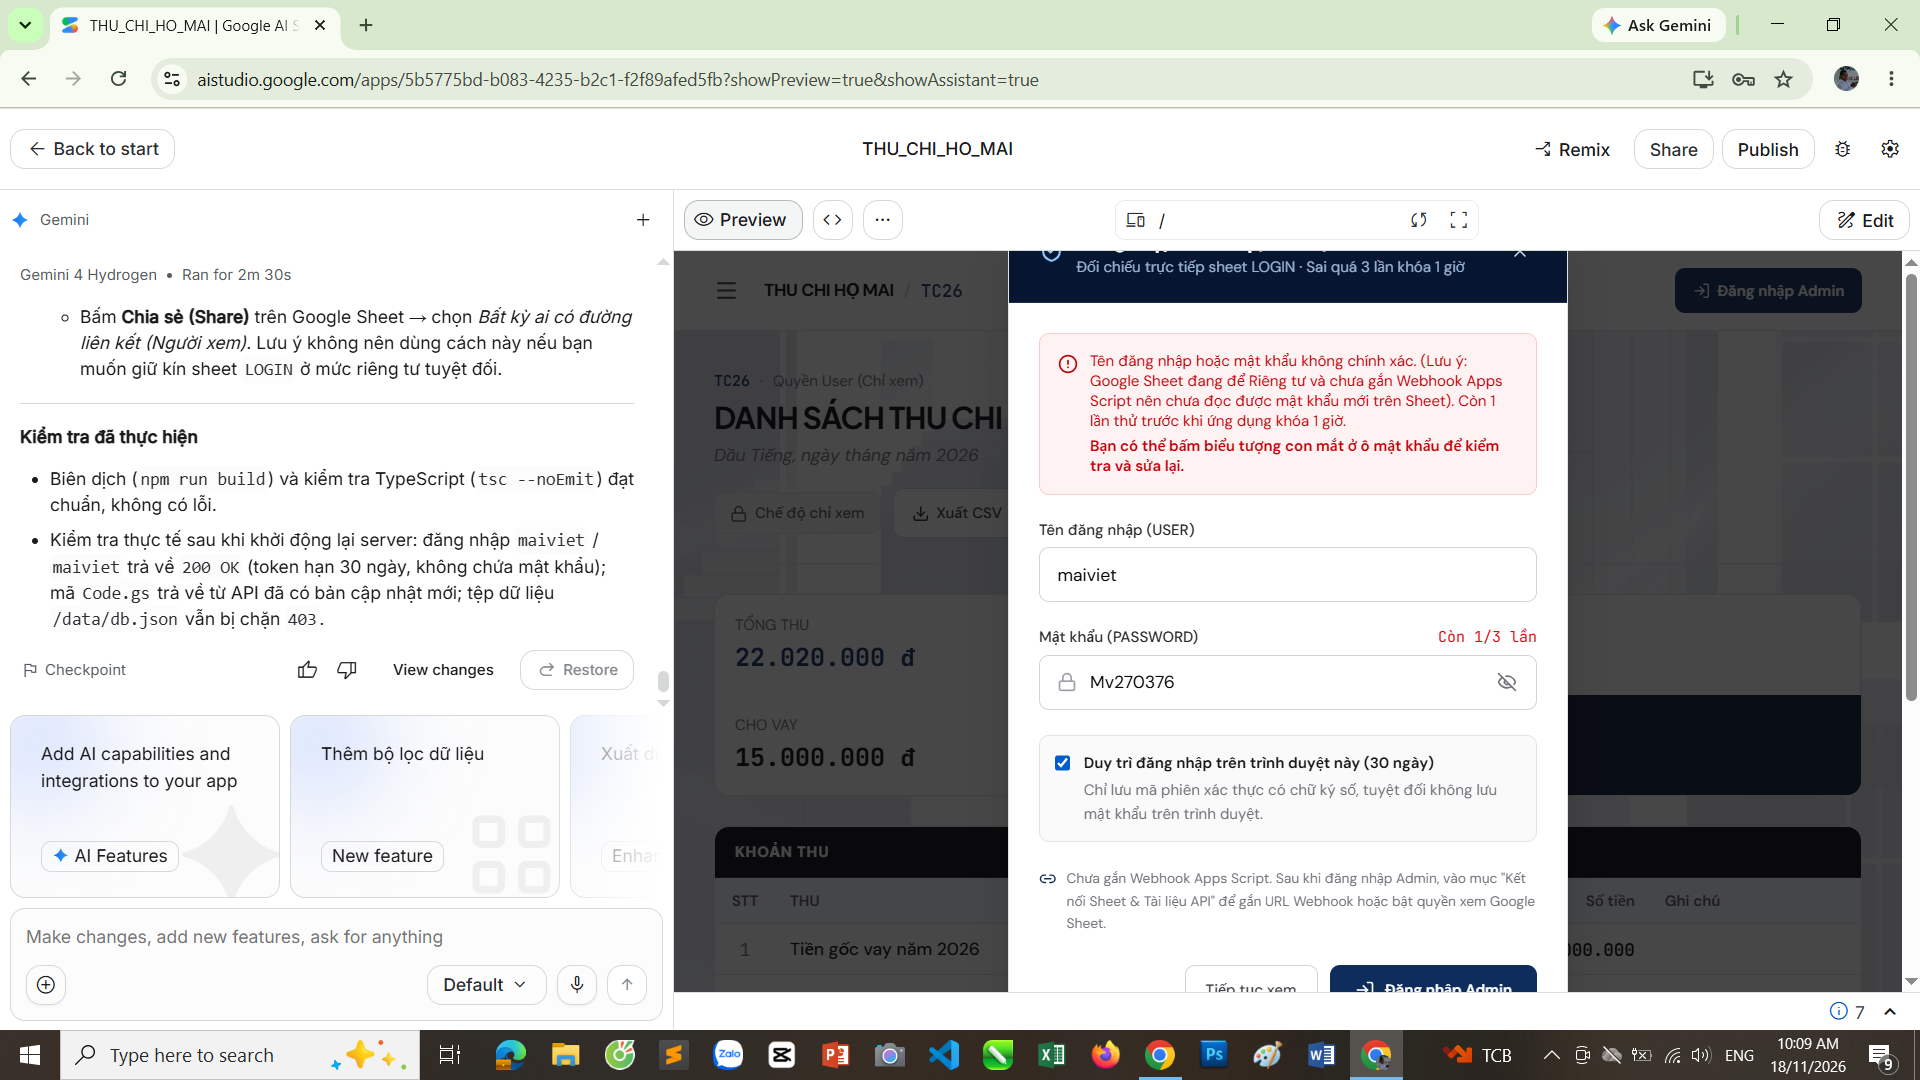 THU_CHI_HO_MAI | Google AI S
Ask Gemini
aistudio.google.com/apps/5b5775bd-b083-4235-b2c1-f2f89afed5fb?showPreview=true&showAssistant=true
Back to start
THU_CHI_HO_MAI
Remix
Share
Publish
Gemini
Preview
/
Edit
Gemini 4 Hydrogen • Ran for 2m 30s
Bấm Chia sẻ (Share) trên Google Sheet → chọn Bất kỳ ai có đường
liên kết (Người xem). Lưu ý không nên dùng cách này nếu bạn
muốn giữ kín sheet LOGIN ở mức riêng tư tuyệt đối.
Kiểm tra đã thực hiện
Biên dịch (npm run build) và kiểm tra TypeScript (tsc --noEmit) đạt
chuẩn, không có lỗi.
Kiểm tra thực tế sau khi khởi động lại server: đăng nhập maiviet /
maiviet trả về 200 OK (token hạn 30 ngày, không chứa mật khẩu);
mã Code.gs trả về từ API đã có bản cập nhật mới; tệp dữ liệu
/data/db.json vẫn bị chặn 403.
Checkpoint
View changes
Restore
Add AI capabilities and
integrations to your app
AI Features
Thêm bộ lọc dữ liệu
New feature
Xuất d
Enhan
Make changes, add new features, ask for anything
Default
THU CHI HỌ MAI / TC26
Đăng nhập Admin
TC26 · Quyền User (Chỉ xem)
DANH SÁCH THU CHI
Dầu Tiếng, ngày tháng năm 2026
Chế độ chỉ xem
Xuất CSV
TỔNG THU
22.020.000 đ
CHO VAY
15.000.000 đ
KHOẢN THU
STT
THU
Số tiền
Ghi chú
1
Tiền gốc vay năm 2026
00.000
Đối chiếu trực tiếp sheet LOGIN · Sai quá 3 lần khóa 1 giờ
Tên đăng nhập hoặc mật khẩu không chính xác. (Lưu ý:
Google Sheet đang để Riêng tư và chưa gắn Webhook Apps
Script nên chưa đọc được mật khẩu mới trên Sheet). Còn 1
lần thử trước khi ứng dụng khóa 1 giờ.
Bạn có thể bấm biểu tượng con mắt ở ô mật khẩu để kiểm
tra và sửa lại.
Tên đăng nhập (USER)
maiviet
Mật khẩu (PASSWORD)
Còn 1/3 lần
Mv270376
Duy trì đăng nhập trên trình duyệt này (30 ngày)
Chỉ lưu mã phiên xác thực có chữ ký số, tuyệt đối không lưu
mật khẩu trên trình duyệt.
Chưa gắn Webhook Apps Script. Sau khi đăng nhập Admin, vào mục "Kết
nối Sheet & Tài liệu API" để gắn URL Webhook hoặc bật quyền xem Google
Sheet.
Tiếp tục xem
Đăng nhập Admin
7
Type here to search
Zalo
TCB
ENG
10:09 AM
18/11/2026
9